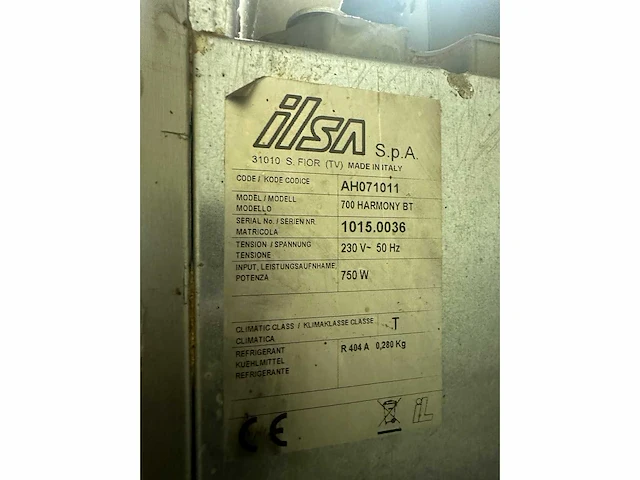 ilsa S.p.A.
31010 S. FIOR (TV) MADE IN ITALY
CODE / KODE CODICE AH071011
MODEL / MODELL
MODELLO 700 HARMONY BT
SERIAL No. / SERIEN NR.
MATRICOLA 1015.0036
TENSION / SPANNUNG
TENSIONE 230 V~ 50 Hz
INPUT, LEISTUNGSAUFNHAME,
POTENZA 750 W
CLIMATIC CLASS / KLIMAKLASSE CLASSE
CLIMATICA T
REFRIGERANT
KUEHLMITTEL
REFRIGERANTE R 404 A 0,280 Kg
CE iL